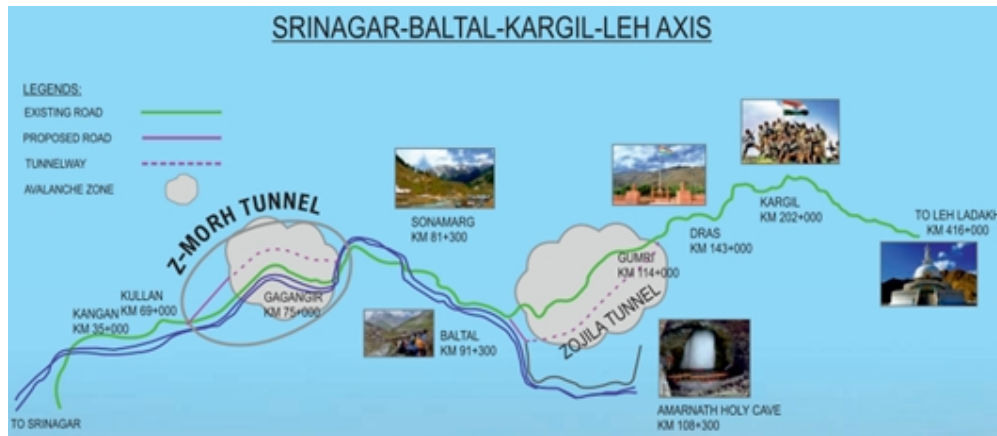 SRINAGAR-BALTAL-KARGIL-LEH AXIS
LEGENDS:
EXISTING ROAD
PROPOSED ROAD
TUNNELWAY
AVALANCHE ZONE
Z-MORH TUNNEL
SONAMARG
KM 81+300
KARGIL
KM 202+000
TO LEH LADAKH
KM 416+000
DRAS
KM 143+000
GUMRI
KM 114+000
KULLAN
KM 69+000
KANGAN
KM 35+000
GAGANGIR
KM 75+000
BALTAL
KM 91+300
ZOJILA TUNNEL
AMARNATH HOLY CAVE
KM 108+300
TO SRINAGAR